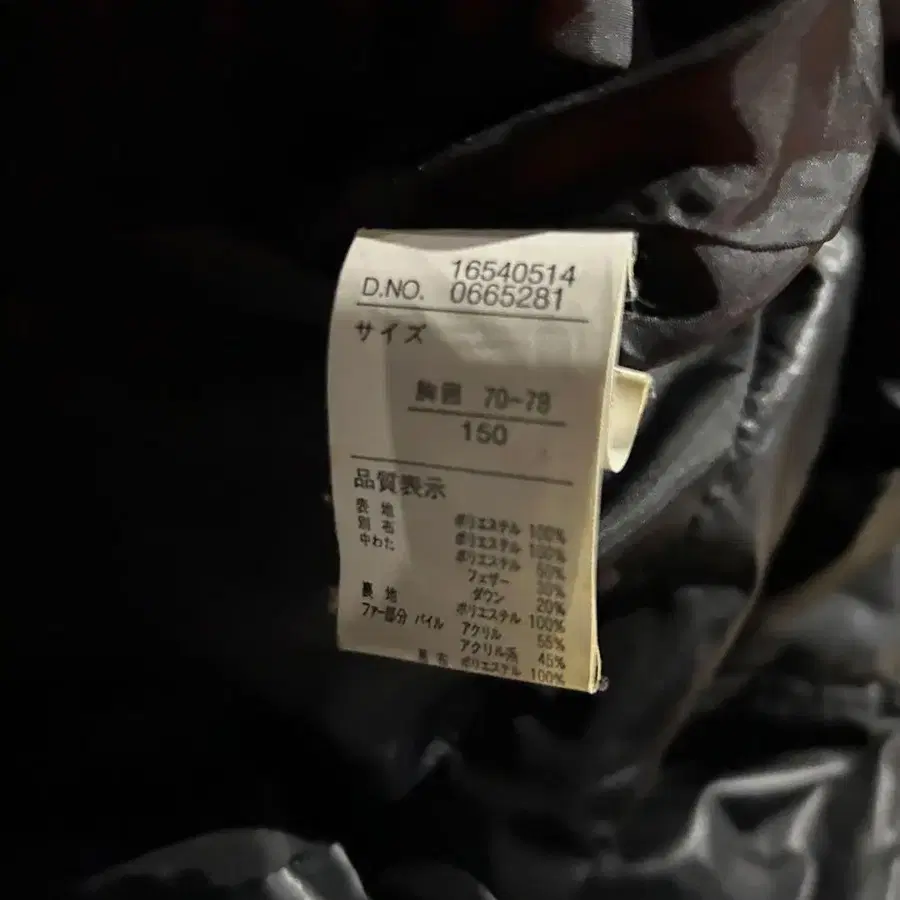 16540514
D.NO. 0665281
サイズ
胸囲 70~78
150
品質表示
表 地 ポリエステル 100%
別 布 ポリエステル 100%
中わた ポリエステル 50%
フェザー 30%
ダウン 20%
裏 地 ポリエステル 100%
ファー部分 パイル アクリル 55%
アクリル系 45%
基 布 ポリエステル 100%